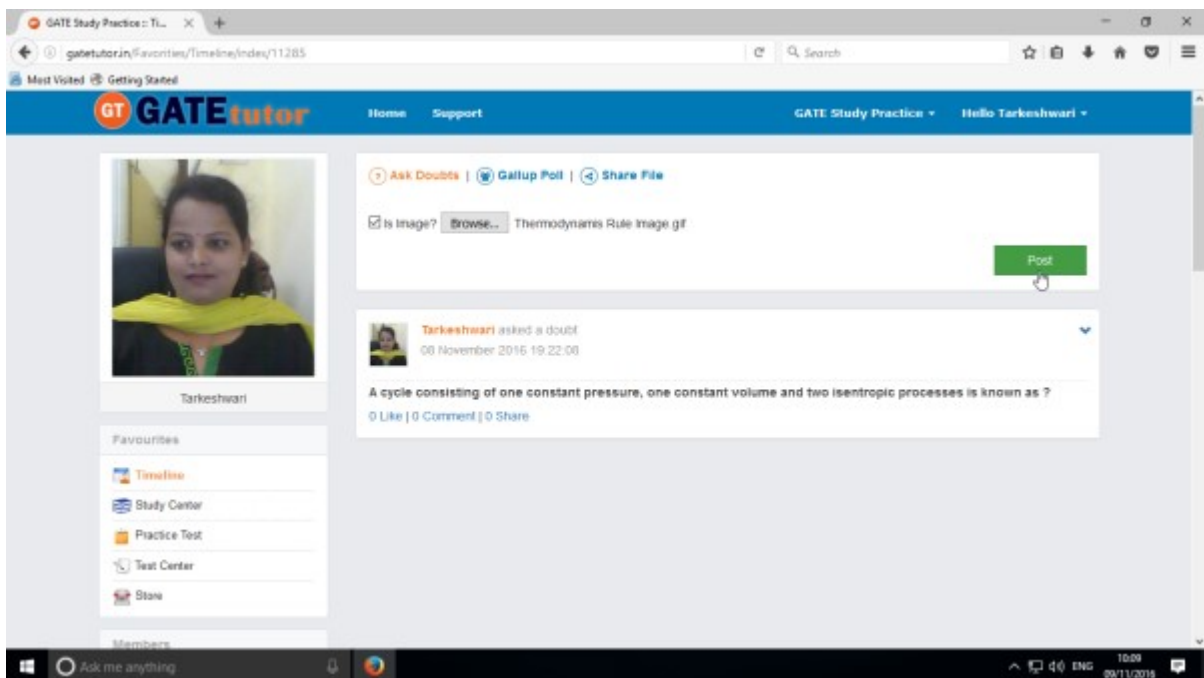 GATE Study Practice :: Ti...
gatetutor.in/Favorities/Timeline/Index/11285
Search
Most Visited
Getting Started
GT GATEtutor
Home
Support
GATE Study Practice
Hello Tarkeshwari
? Ask Doubts | Gallup Poll | Share File
Is Image? Browse... Thermodynamis Rule Image.gif
Post
Tarkeshwari asked a doubt
08 November 2016 19:22:08
A cycle consisting of one constant pressure, one constant volume and two isentropic processes is known as ?
0 Like | 0 Comment | 0 Share
Tarkeshwari
Favourites
Timeline
Study Center
Practice Test
Test Center
Store
Members
Ask me anything
ENG
10:09
09/11/2016